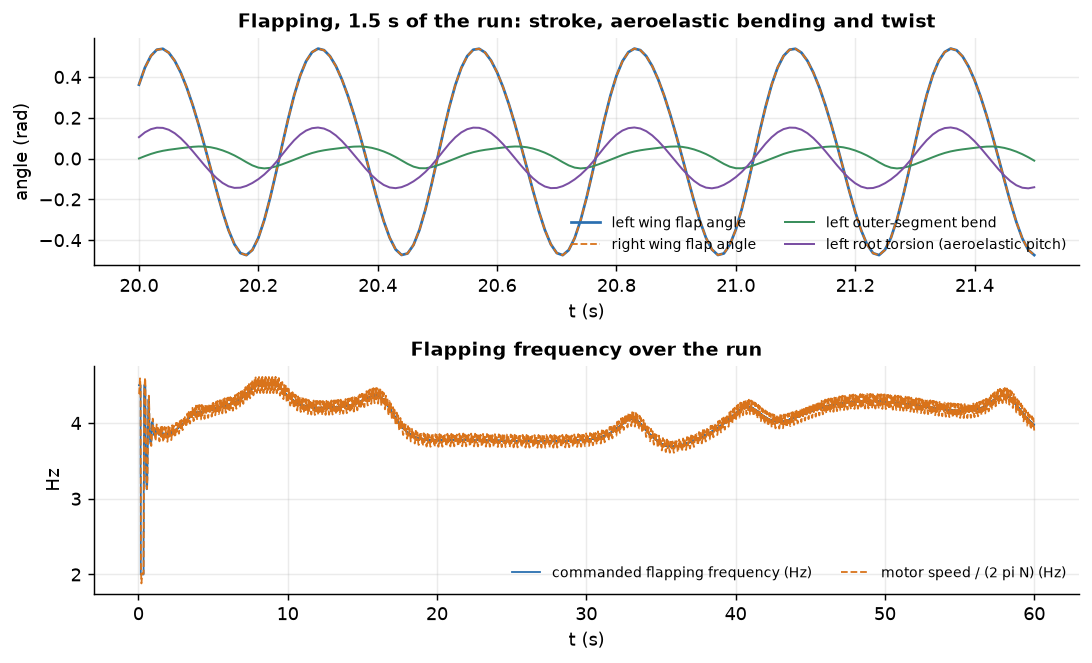 Flapping, 1.5 s of the run: stroke, aeroelastic bending and twist
angle (rad)
0.4
0.2
0.0
−0.2
−0.4
left wing flap angle
right wing flap angle
left outer-segment bend
left root torsion (aeroelastic pitch)
20.0 20.2 20.4 20.6 20.8 21.0 21.2 21.4
t (s)
Flapping frequency over the run
Hz
4
3
2
commanded flapping frequency (Hz)
motor speed / (2 pi N) (Hz)
0 10 20 30 40 50 60
t (s)